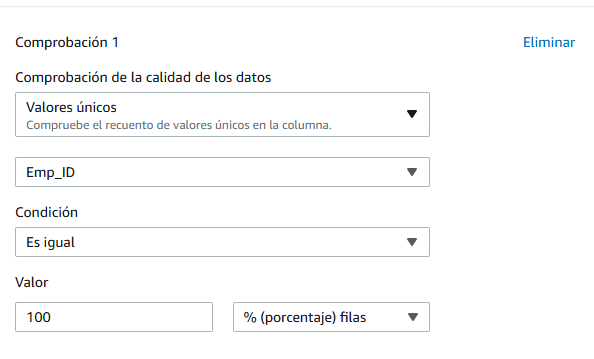 Comprobación 1
Eliminar
Comprobación de la calidad de los datos
Valores únicos
Compruebe el recuento de valores únicos en la columna.
Emp_ID
Condición
Es igual
Valor
100
% (porcentaje) filas